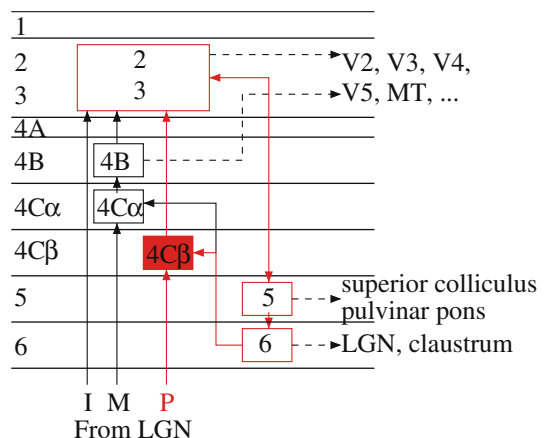 1
2 2 V2, V3, V4,
3 3 V5, MT, ...
4A
4B 4B
4Cα 4Cα
4Cβ 4Cβ
5 5 superior colliculus
pulvinar pons
6 6 LGN, claustrum
I M P
From LGN